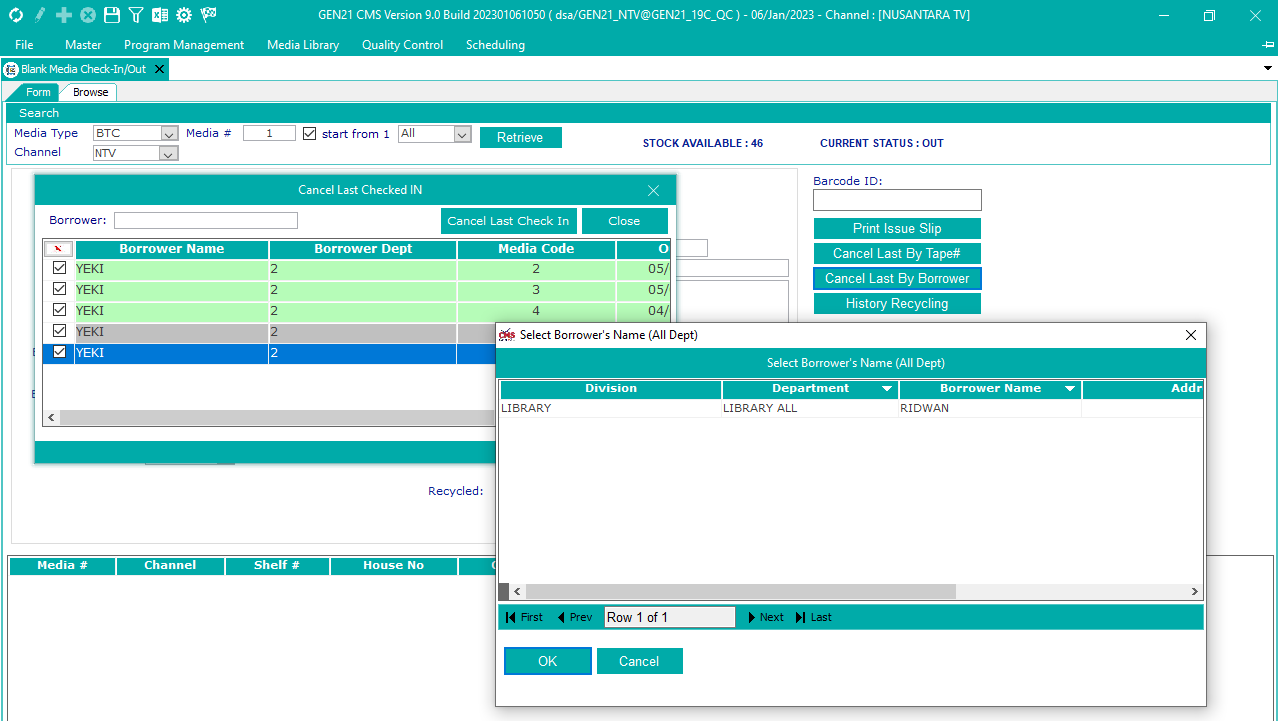 GEN21 CMS Version 9.0 Build 202301061050 ( dsa/GEN21_NTV@GEN21_19C_QC ) - 06/Jan/2023 - Channel : [NUSANTARA TV]
File Master Program Management Media Library Quality Control Scheduling
Blank Media Check-In/Out
Form Browse
Search
Media Type BTC Media # 1 start from 1 All Retrieve
Channel NTV
STOCK AVAILABLE : 46 CURRENT STATUS : OUT
Barcode ID:
Print Issue Slip
Cancel Last By Tape#
Cancel Last By Borrower
History Recycling
Cancel Last Checked IN
Borrower: Cancel Last Check In Close
Borrower Name Borrower Dept Media Code O
YEKI 2 2 05/
YEKI 2 3 05/
YEKI 2 4 04/
YEKI 2
YEKI 2
Recycled:
Media # Channel Shelf # House No
CMS Select Borrower's Name (All Dept)
Select Borrower's Name (All Dept)
Division Department Borrower Name Addr
LIBRARY LIBRARY ALL RIDWAN
First Prev Row 1 of 1 Next Last
OK Cancel